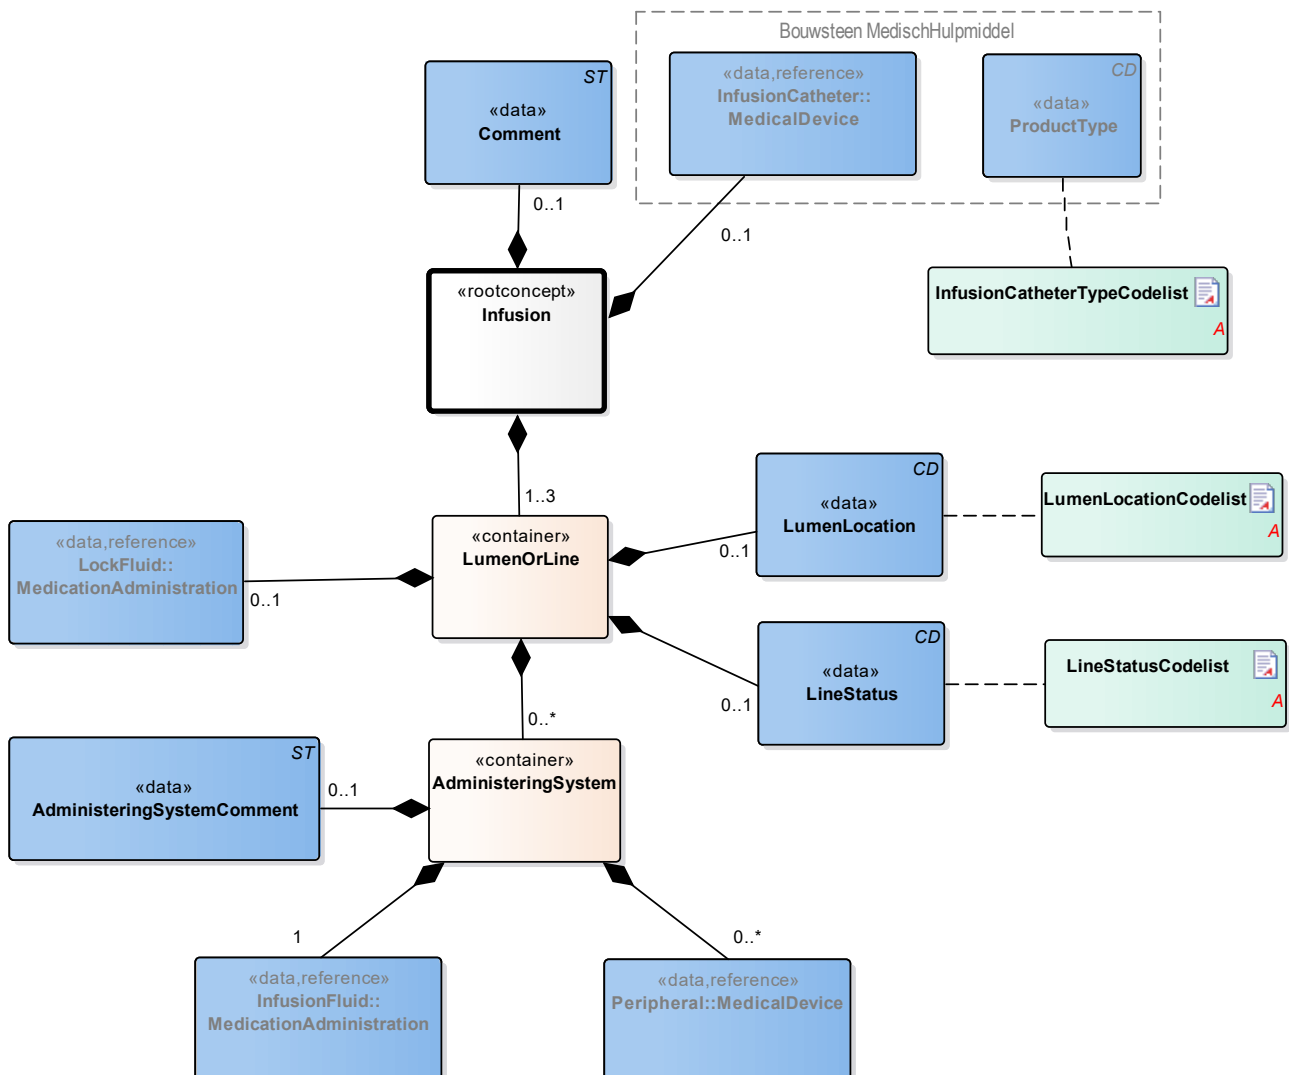 Bouwsteen MedischHulpmiddel
ST
«data»
Comment
«data,reference»
InfusionCatheter::
MedicalDevice
CD
«data»
ProductType
0..1
0..1
«rootconcept»
Infusion
InfusionCatheterTypeCodelist
A
1..3
CD
«data»
LumenLocation
LumenLocationCodelist
A
«data,reference»
LockFluid::
MedicationAdministration
0..1
«container»
LumenOrLine
0..1
CD
«data»
LineStatus
LineStatusCodelist
A
0..1
0..*
ST
«data»
AdministeringSystemComment
0..1
«container»
AdministeringSystem
1
0..*
«data,reference»
InfusionFluid::
MedicationAdministration
«data,reference»
Peripheral::MedicalDevice